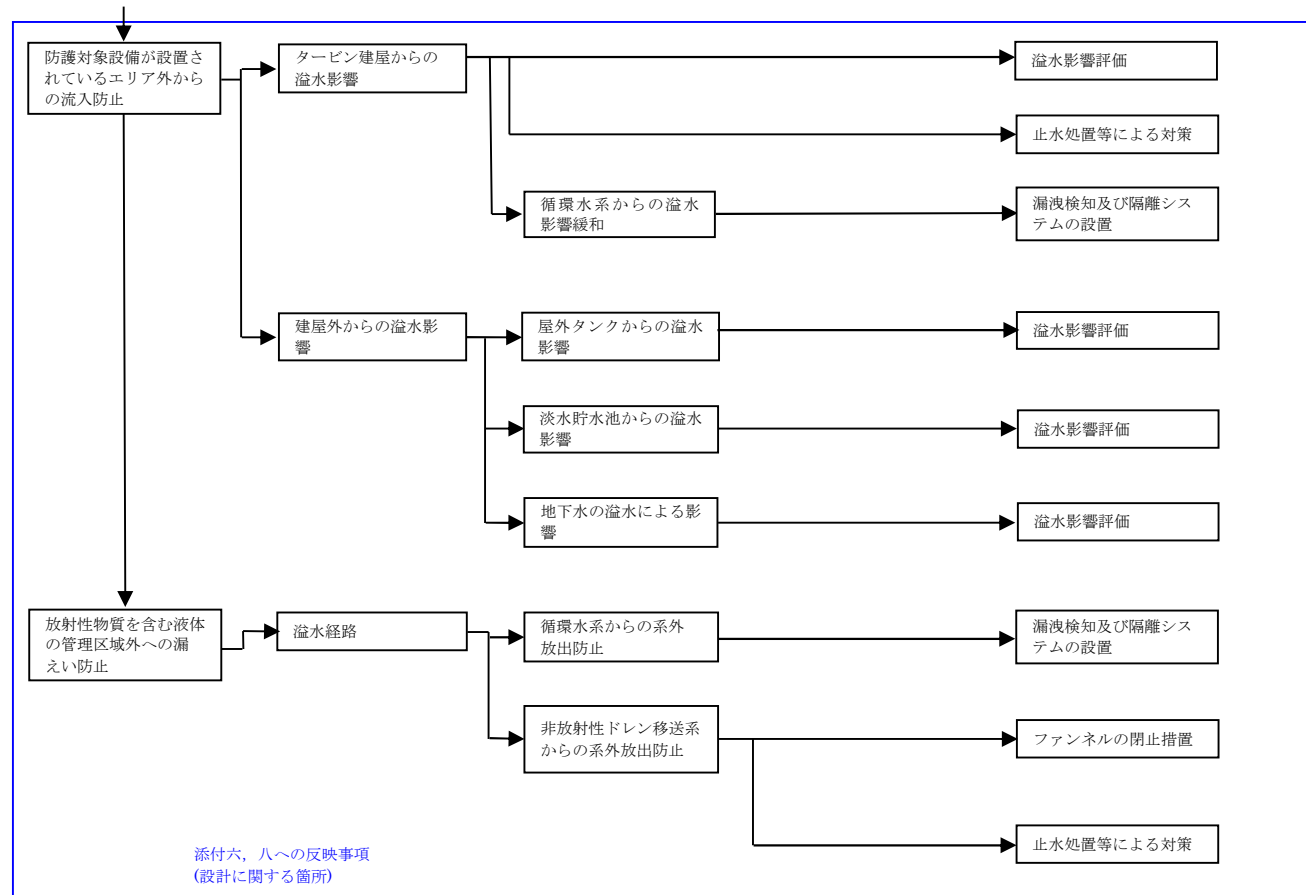 防護対象設備が設置さ
れているエリア外から
の流入防止
タービン建屋からの
溢水影響
溢水影響評価
止水処置等による対策
循環水系からの溢水
影響緩和
漏洩検知及び隔離シス
テムの設置
建屋外からの溢水影
響
屋外タンクからの溢水
影響
溢水影響評価
淡水貯水池からの溢水
影響
溢水影響評価
地下水の溢水による影
響
溢水影響評価
放射性物質を含む液体
の管理区域外への漏
えい防止
溢水経路
循環水系からの系外
放出防止
漏洩検知及び隔離シス
テムの設置
非放射性ドレン移送系
からの系外放出防止
ファンネルの閉止措置
止水処置等による対策
添付六，八への反映事項
(設計に関する箇所)